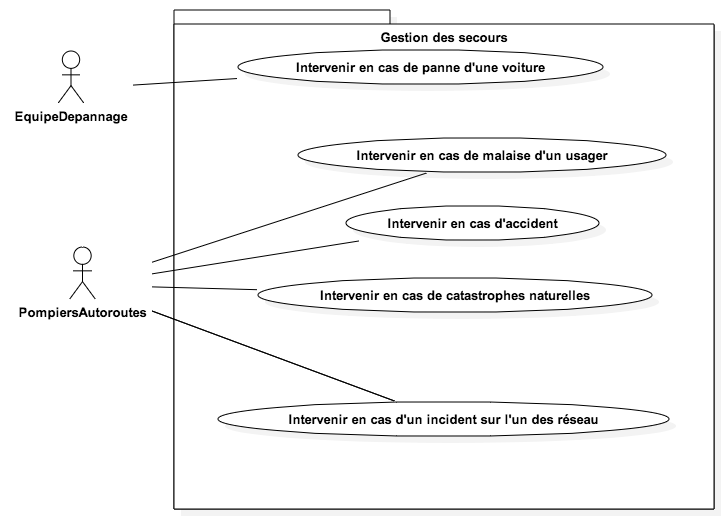 Gestion des secours
Intervenir en cas de panne d'une voiture
EquipeDepannage
Intervenir en cas de malaise d'un usager
Intervenir en cas d'accident
Intervenir en cas de catastrophes naturelles
PompiersAutoroutes
Intervenir en cas d'un incident sur l'un des réseau